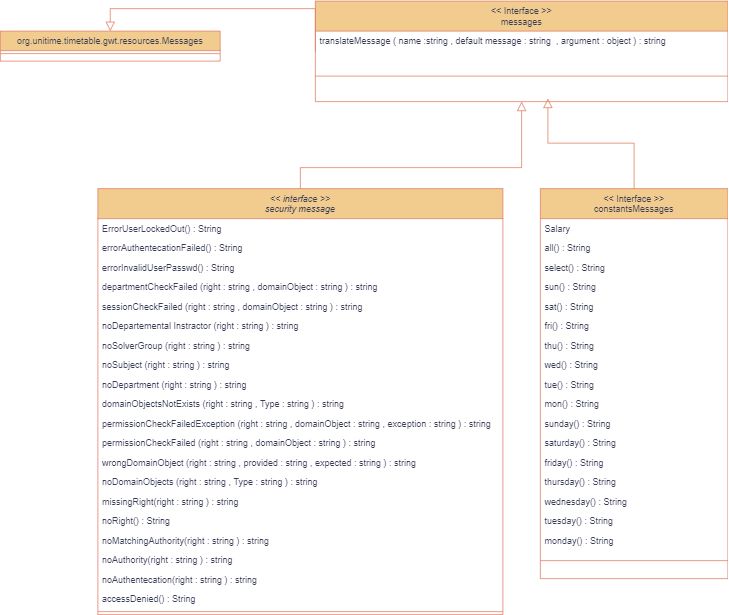 << Interface >>
messages
org.unitime.timetable.gwt.resources.Messages
translateMessage ( name :string , default message : string , argument : object ) : string
<< interface >>
security message
ErrorUserLockedOut() : String
errorAuthentecationFailed() : String
errorInvalidUserPasswd() : String
departmentCheckFailed (right : string , domainObject : string ) : string
sessionCheckFailed (right : string , domainObject : string ) : string
noDepartemental Instractor (right : string ) : string
noSolverGroup (right : string ) : string
noSubject (right : string ) : string
noDepartment (right : string ) : string
domainObjectsNotExists (right : string , Type : string ) : string
permissionCheckFailedException (right : string , domainObject : string , exception : string ) : string
permissionCheckFailed (right : string , domainObject : string ) : string
wrongDomainObject (right : string , provided : string , expected : string ) : string
noDomainObjects (right : string , Type : string ) : string
missingRight(right : string ) : string
noRight() : String
noMatchingAuthority(right : string ) : string
noAuthority(right : string ) : string
noAuthentecation(right : string ) : string
accessDenied() : String
<< Interface >>
constantsMessages
Salary
all() : String
select() : String
sun() : String
sat() : String
fri() : String
thu() : String
wed() : String
tue() : String
mon() : String
sunday() : String
saturday() : String
friday() : String
thursday() : String
wednesday() : String
tuesday() : String
monday() : String